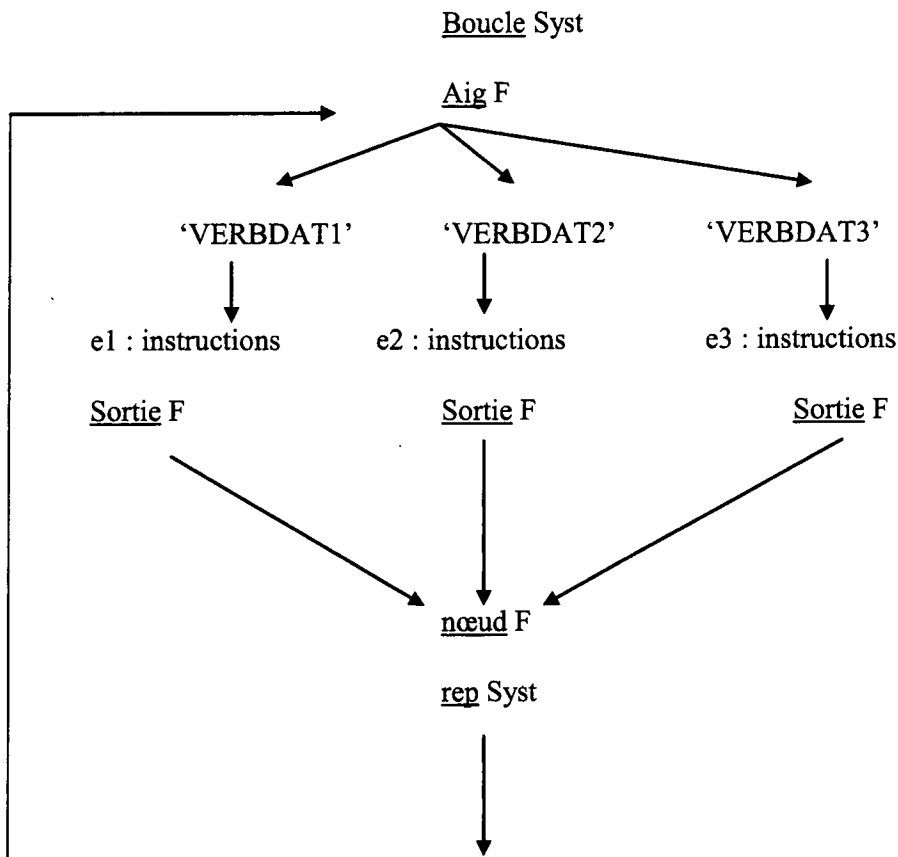 Boucle Syst
Aig F
‘VERBDAT1’ ‘VERBDAT2’ ‘VERBDAT3’
e1 : instructions e2 : instructions e3 : instructions
Sortie F Sortie F Sortie F
nœud F
rep Syst